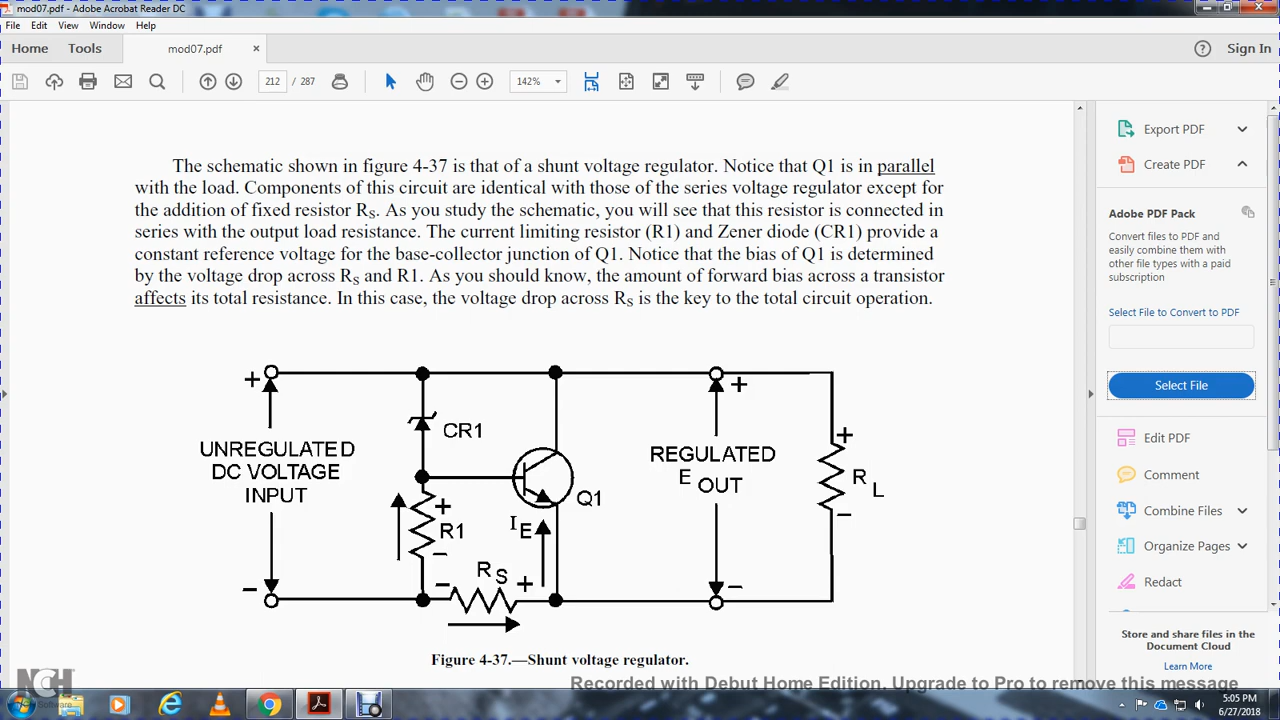 mod07.pdf - Adobe Acrobat Reader DC
File Edit View Window Help
Home Tools mod07.pdf × ? Sign In
212 / 287 142%
The schematic shown in figure 4-37 is that of a shunt voltage regulator. Notice that Q1 is in parallel
with the load. Components of this circuit are identical with those of the series voltage regulator except for
the addition of fixed resistor RS. As you study the schematic, you will see that this resistor is connected in
series with the output load resistance. The current limiting resistor (R1) and Zener diode (CR1) provide a
constant reference voltage for the base-collector junction of Q1. Notice that the bias of Q1 is determined
by the voltage drop across RS and R1. As you should know, the amount of forward bias across a transistor
affects its total resistance. In this case, the voltage drop across RS is the key to the total circuit operation.
+ +
UNREGULATED
DC VOLTAGE
INPUT
CR1
REGULATED
E OUT
+
R L
−
Q1
+
R1
−
I E
R S
− − + −
Figure 4-37.—Shunt voltage regulator.
Export PDF
Create PDF
Adobe PDF Pack
Convert files to PDF and
easily combine them with
other file types with a paid
subscription
Select File to Convert to PDF
Select File
Edit PDF
Comment
Combine Files
Organize Pages
Redact
Store and share files in the
Document Cloud
Learn More
NCH
Software
Recorded with Debut Home Edition. Upgrade to Pro to remove this message
5:05 PM
6/27/2018